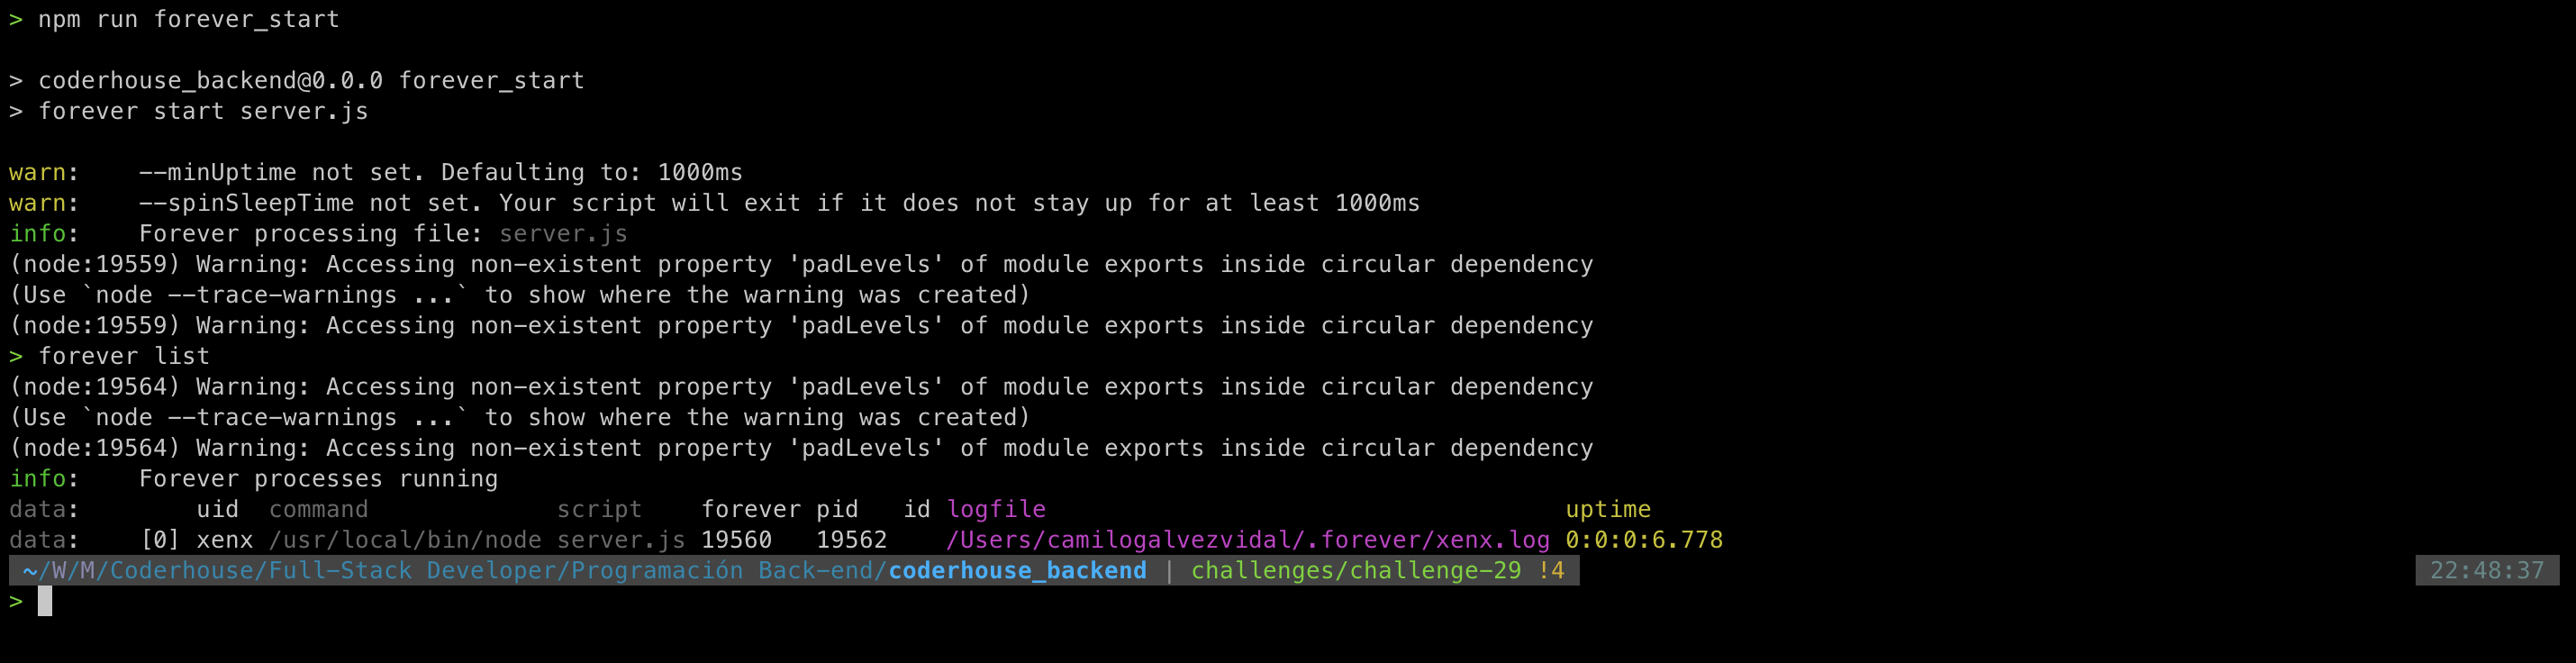 > npm run forever_start
> coderhouse_backend@0.0.0 forever_start
> forever start server.js
warn:    --minUptime not set. Defaulting to: 1000ms
warn:    --spinSleepTime not set. Your script will exit if it does not stay up for at least 1000ms
info:    Forever processing file: server.js
(node:19559) Warning: Accessing non-existent property 'padLevels' of module exports inside circular dependency
(Use `node --trace-warnings ...` to show where the warning was created)
(node:19559) Warning: Accessing non-existent property 'padLevels' of module exports inside circular dependency
> forever list
(node:19564) Warning: Accessing non-existent property 'padLevels' of module exports inside circular dependency
(Use `node --trace-warnings ...` to show where the warning was created)
(node:19564) Warning: Accessing non-existent property 'padLevels' of module exports inside circular dependency
info:    Forever processes running
data:        uid  command             script    forever pid   id logfile                                    uptime
data:    [0] xenx /usr/local/bin/node server.js 19560   19562    /Users/camilogalvezvidal/.forever/xenx.log 0:0:0:6.778
~/W/M/Coderhouse/Full-Stack Developer/Programación Back-end/coderhouse_backend | challenges/challenge-29 !4 22:48:37
>